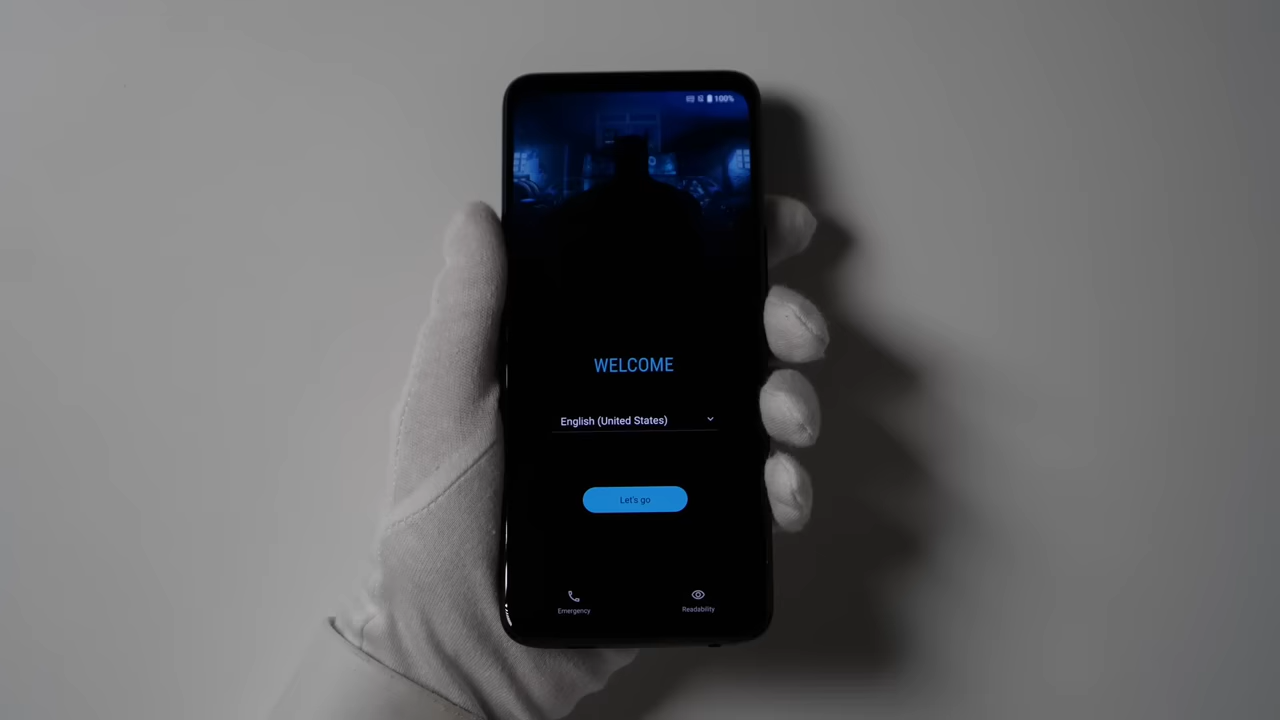 100%
WELCOME
English (United States)
Let's go
Emergency
Readability